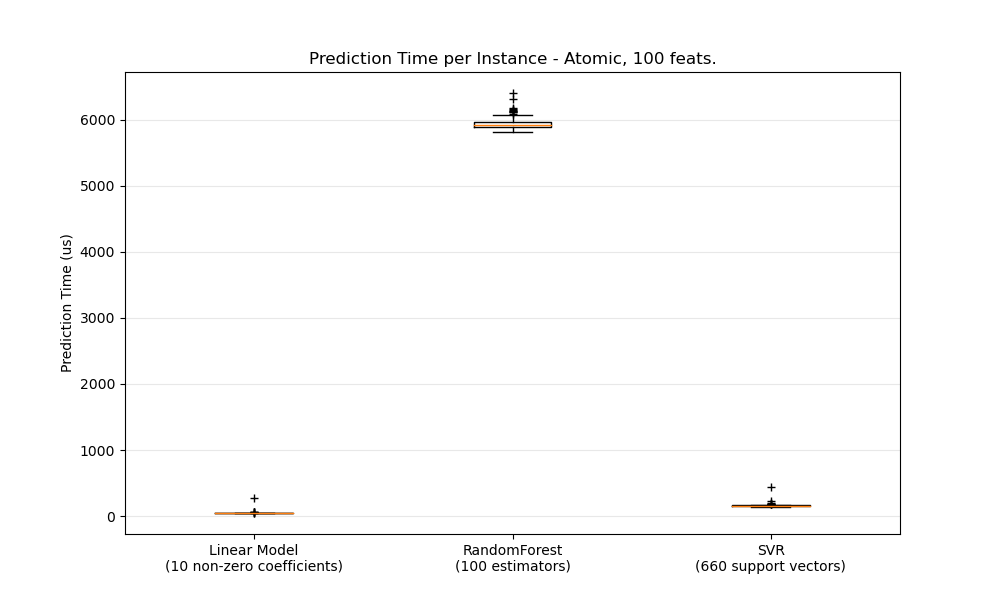 Prediction Time per Instance - Atomic, 100 feats.
Prediction Time (us)
6000
5000
4000
3000
2000
1000
0
Linear Model
(10 non-zero coefficients)
RandomForest
(100 estimators)
SVR
(660 support vectors)